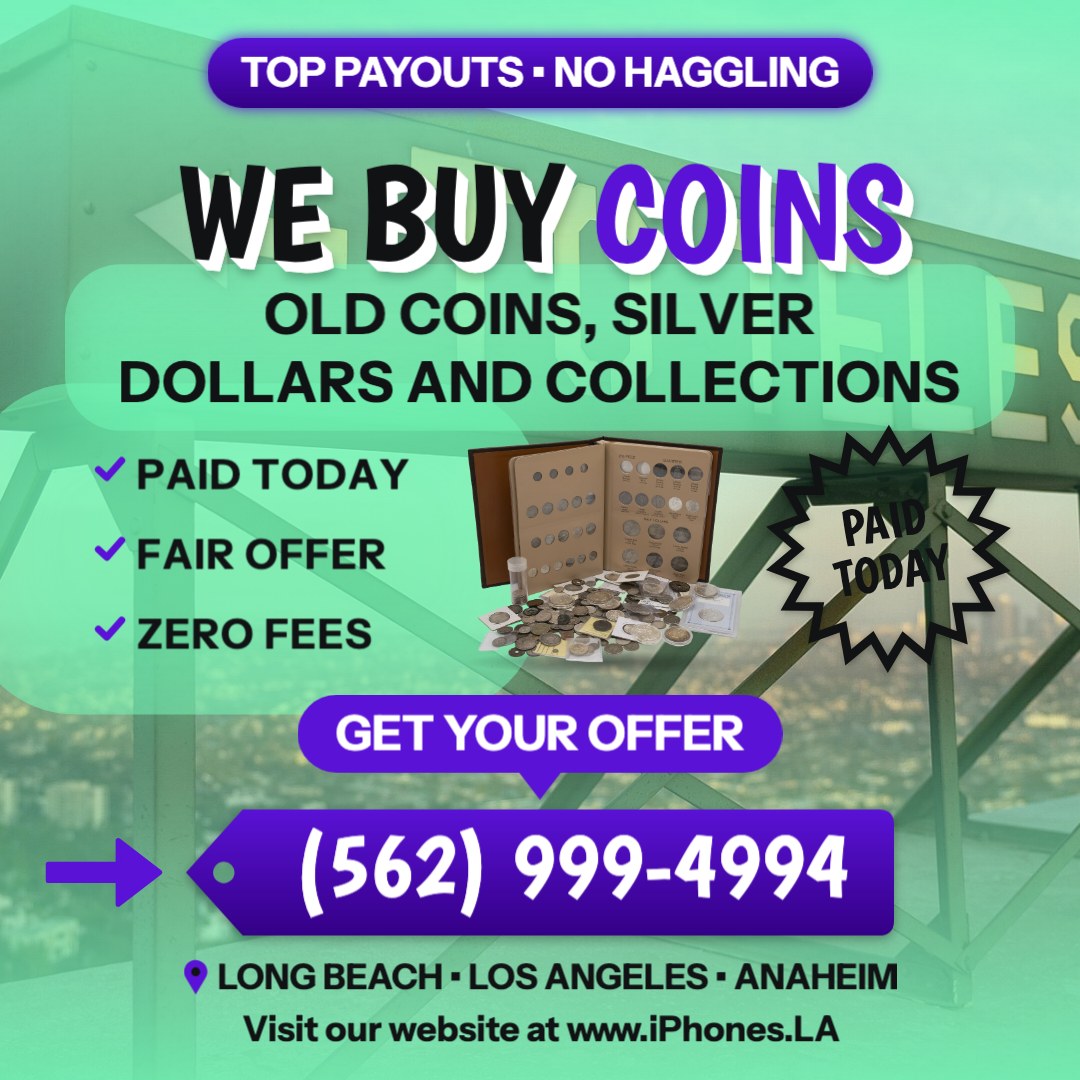 TOP PAYOUTS ▪ NO HAGGLING
WE BUY COINS
OLD COINS, SILVER
DOLLARS AND COLLECTIONS
PAID TODAY
FAIR OFFER
ZERO FEES
PAID
TODAY
GET YOUR OFFER
(562) 999-4994
LONG BEACH ▪ LOS ANGELES ▪ ANAHEIM
Visit our website at www.iPhones.LA